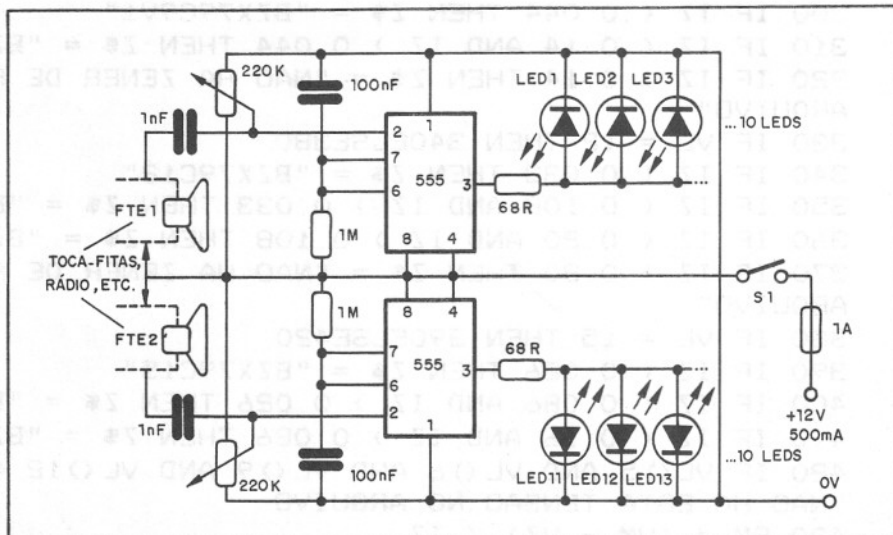 220K
100nF
1nF
LED1 LED2 LED3
...10 LEDS
1
2
7
6
555
3
68R
8 4
FTE1
1M
TOCA-FITAS,
RÁDIO, ETC.
S1
FTE2
1M
8 4
555
1A
7
6
2
3
68R
1
1nF
+12V
500mA
LED11 LED12 LED13
...10 LEDS
220K
100nF
0V